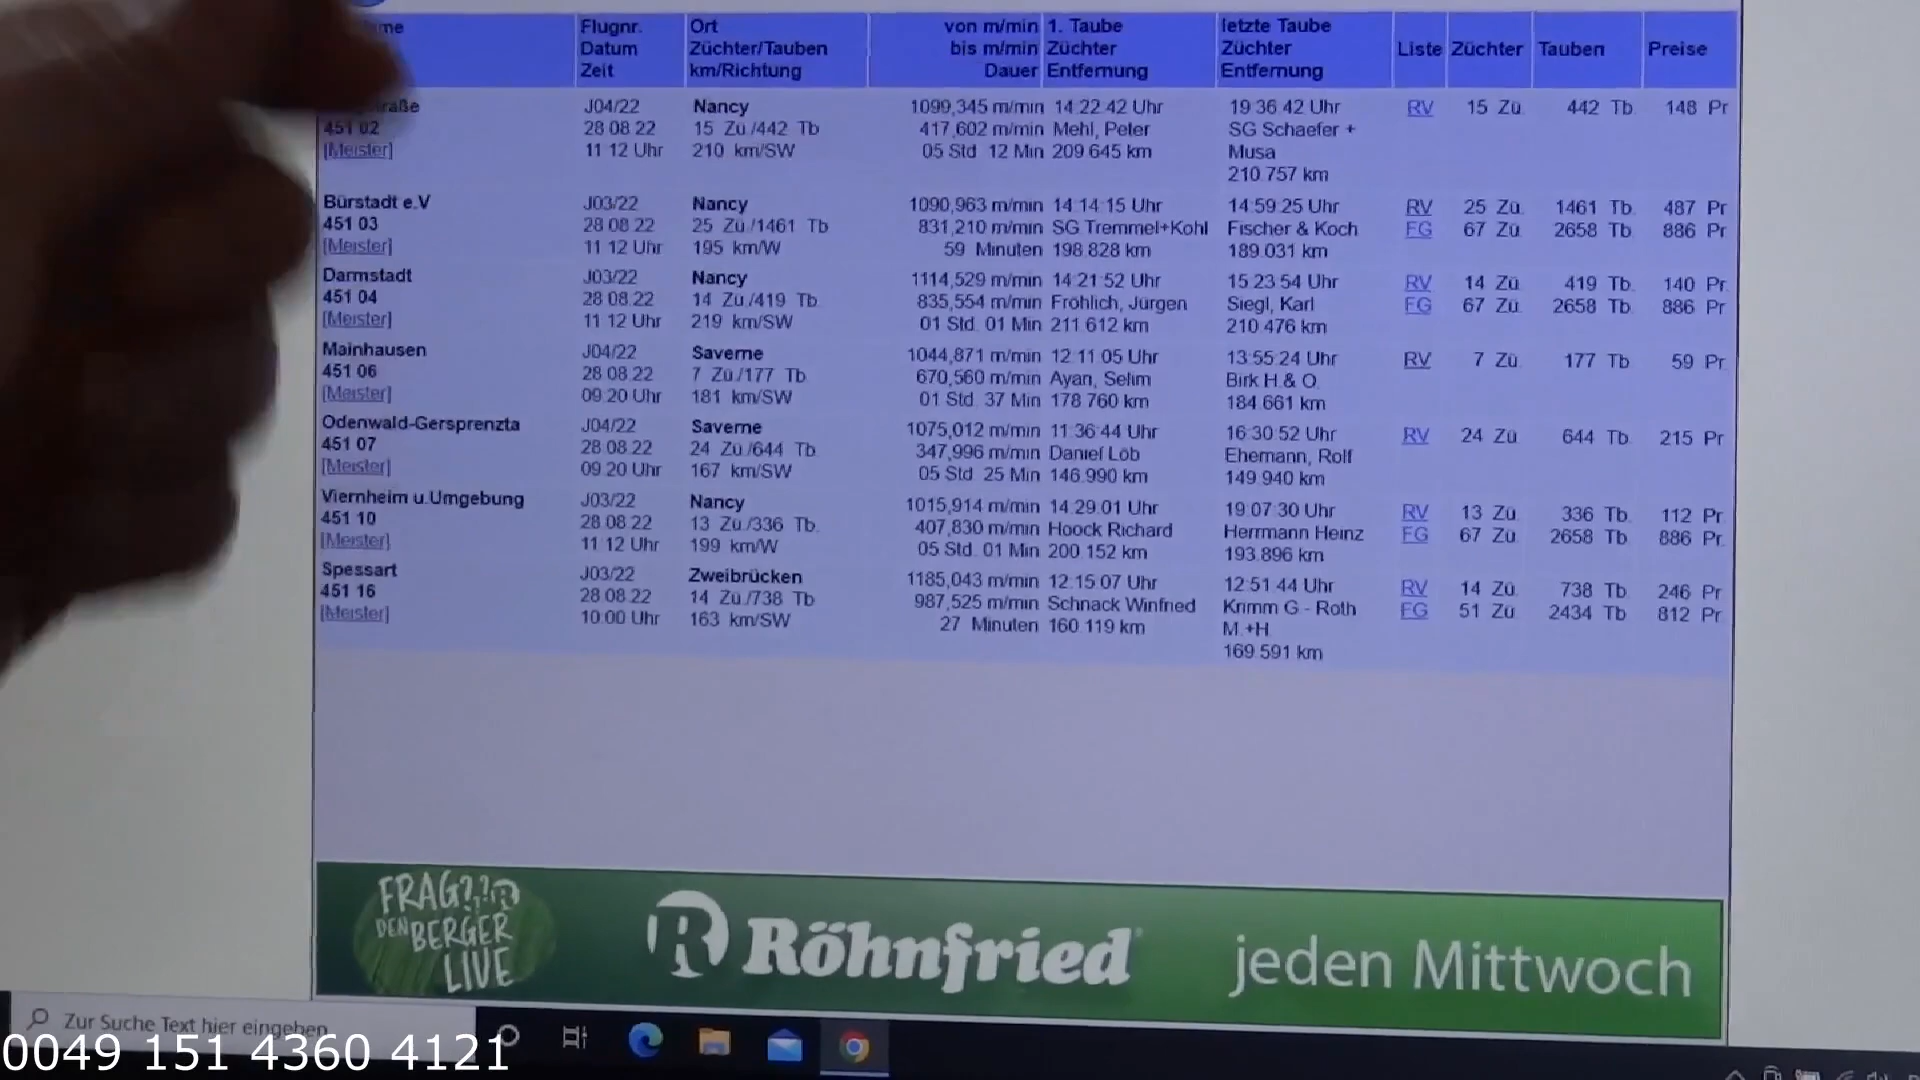 Flugnr. Ort von m/min 1. Taube letzte Taube
Datum Züchter/Tauben bis m/min Züchter Züchter Liste Züchter Tauben Preise
Zeit km/Richtung Dauer Entfernung Entfernung
J04/22 Nancy 1099,345 m/min 14:22:42 Uhr 19:36:42 Uhr RV 15 Zü. 442 Tb. 148 Pr.
451 02 28.08.22 15 Zü./442 Tb. 417,602 m/min Mehl, Peter SG Schaefer +
[Meister] 11:12 Uhr 210 km/SW 05 Std. 12 Min 209.645 km Musa
210.757 km
Bürstadt e.V J03/22 Nancy 1090,963 m/min 14:14:15 Uhr 14:59:25 Uhr RV 25 Zü. 1461 Tb. 487 Pr.
451 03 28.08.22 25 Zü./1461 Tb. 831,210 m/min SG Tremmel+Kohl Fischer & Koch FG 67 Zü. 2658 Tb. 886 Pr.
[Meister] 11:12 Uhr 195 km/W 59 Minuten 198.828 km 189.031 km
Darmstadt J03/22 Nancy 1114,529 m/min 14:21:52 Uhr 15:23:54 Uhr RV 14 Zü. 419 Tb. 140 Pr.
451 04 28.08.22 14 Zü./419 Tb. 835,554 m/min Fröhlich, Jürgen Siegl, Karl FG 67 Zü. 2658 Tb. 886 Pr.
[Meister] 11:12 Uhr 219 km/SW 01 Std. 01 Min 211.612 km 210.476 km
Mainhausen J04/22 Saverne 1044,871 m/min 12:11:05 Uhr 13:55:24 Uhr RV 7 Zü. 177 Tb. 59 Pr.
451 06 28.08.22 7 Zü./177 Tb. 670,560 m/min Ayan, Selim Birk H.& O.
[Meister] 09:20 Uhr 181 km/SW 01 Std. 37 Min 178.760 km 184.661 km
Odenwald-Gersprenzta J04/22 Saverne 1075,012 m/min 11:36:44 Uhr 16:30:52 Uhr RV 24 Zü. 644 Tb. 215 Pr.
451 07 28.08.22 24 Zü./644 Tb. 347,996 m/min Daniel Löb Ehemann, Rolf
[Meister] 09:20 Uhr 167 km/SW 05 Std. 25 Min 146.990 km 149.940 km
Viernheim u.Umgebung J03/22 Nancy 1015,914 m/min 14:29:01 Uhr 19:07:30 Uhr RV 13 Zü. 336 Tb. 112 Pr.
451 10 28.08.22 13 Zü./336 Tb. 407,830 m/min Hoock Richard Herrmann Heinz FG 67 Zü. 2658 Tb. 886 Pr.
[Meister] 11:12 Uhr 199 km/W 05 Std. 01 Min 200.152 km 193.896 km
Spessart J03/22 Zweibrücken 1185,043 m/min 12:15:07 Uhr 12:51:44 Uhr RV 14 Zü. 738 Tb. 246 Pr.
451 16 28.08.22 14 Zü./738 Tb. 987,525 m/min Schnack Winfried Krimm G - Roth FG 51 Zü. 2434 Tb. 812 Pr.
[Meister] 10:00 Uhr 163 km/SW 27 Minuten 160.119 km M.+H.
169.591 km
FRAG???
DEN BERGER
LIVE
Röhnfried jeden Mittwoch
Zur Suche Text hier eingeben
0049 151 4360 4121